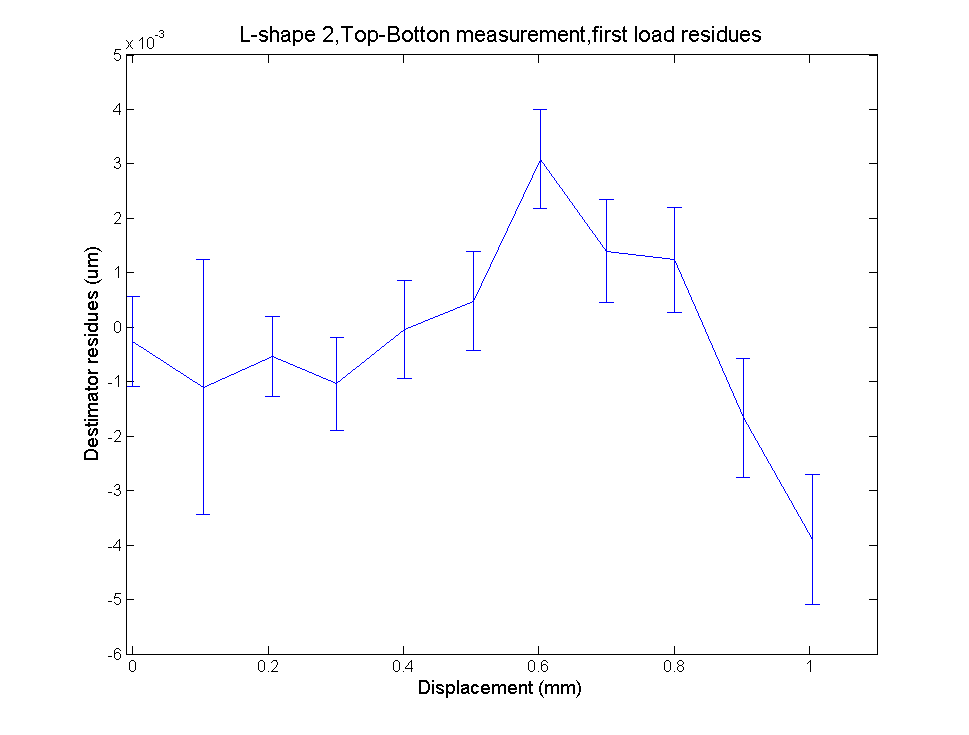 L-shape 2,Top-Botton measurement,first load residues
x 10-3
5
4
3
2
1
0
-1
-2
-3
-4
-5
-6
Destimator residues (um)
0 0.2 0.4 0.6 0.8 1
Displacement (mm)